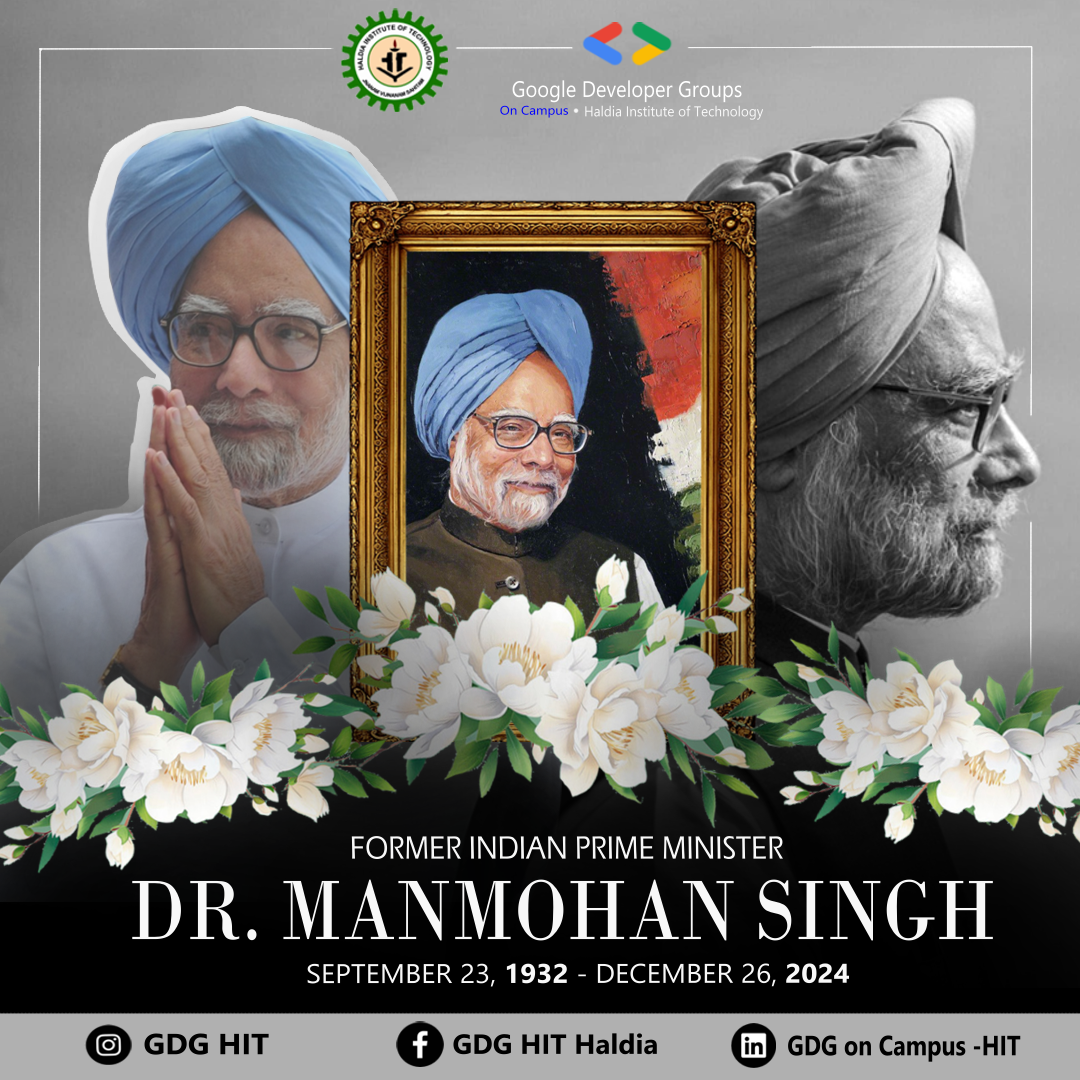 HALDIA INSTITUTE OF TECHNOLOGY
Google Developer Groups
On Campus • Haldia Institute of Technology
FORMER INDIAN PRIME MINISTER
DR. MANMOHAN SINGH
SEPTEMBER 23, 1932 - DECEMBER 26, 2024
GDG HIT
GDG HIT Haldia
GDG on Campus -HIT